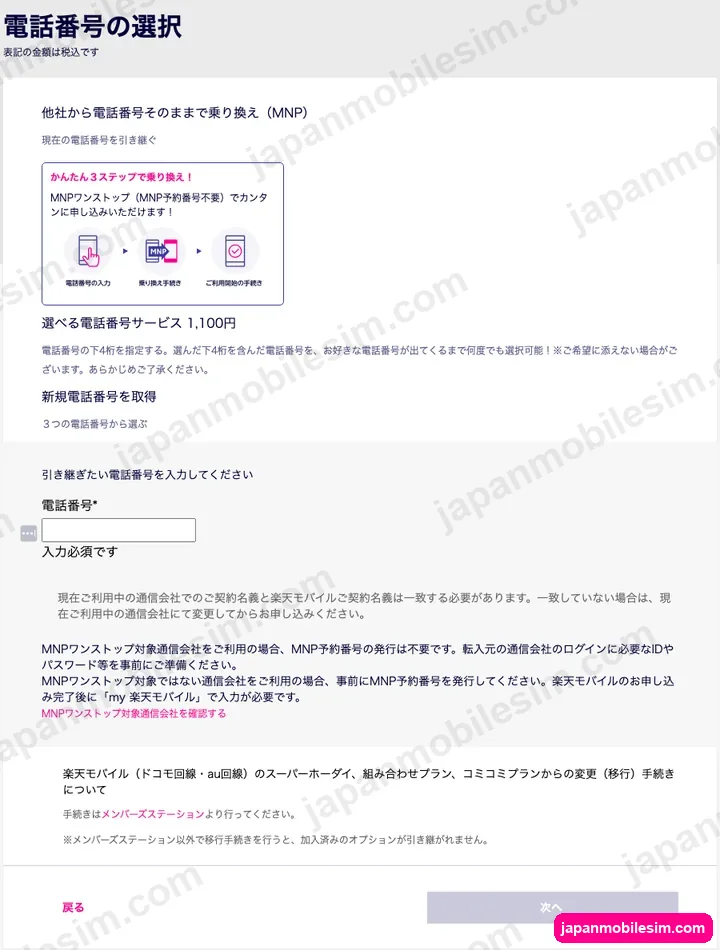 電話番号の選択
表記の金額は税込です
他社から電話番号そのままで乗り換え（MNP）
現在の電話番号を引き継ぐ
かんたん３ステップで乗り換え！
MNPワンストップ（MNP予約番号不要）でカンタ
ンに申し込みいただけます！
MNP
電話番号の入力
乗り換え手続き
ご利用開始の手続き
選べる電話番号サービス 1,100円
電話番号の下4桁を指定する。選んだ下4桁を含んだ電話番号を、お好きな電話番号が出てくるまで何度でも選択可能！※ご希望に添えない場合がご
ざいます。あらかじめご了承ください。
新規電話番号を取得
３つの電話番号から選ぶ
引き継ぎたい電話番号を入力してください
電話番号*
入力必須です
現在ご利用中の通信会社でのご契約名義と楽天モバイルご契約名義は一致する必要があります。一致していない場合は、現
在ご利用中の通信会社にて変更してからお申し込みください。
MNPワンストップ対象通信会社をご利用の場合、MNP予約番号の発行は不要です。転入元の通信会社のログインに必要なIDや
パスワード等を事前にご準備ください。
MNPワンストップ対象ではない通信会社をご利用の場合、事前にMNP予約番号を発行してください。楽天モバイルのお申し込
み完了後に「my 楽天モバイル」で入力が必要です。
MNPワンストップ対象通信会社を確認する
楽天モバイル（ドコモ回線・au回線）のスーパーホーダイ、組み合わせプラン、コミコミプランからの変更（移行）手続き
について
手続きはメンバーズステーションより行ってください。
※メンバーズステーション以外で移行手続きを行うと、加入済みのオプションが引き継がれません。
戻る
次へ
japanmobilesim.com